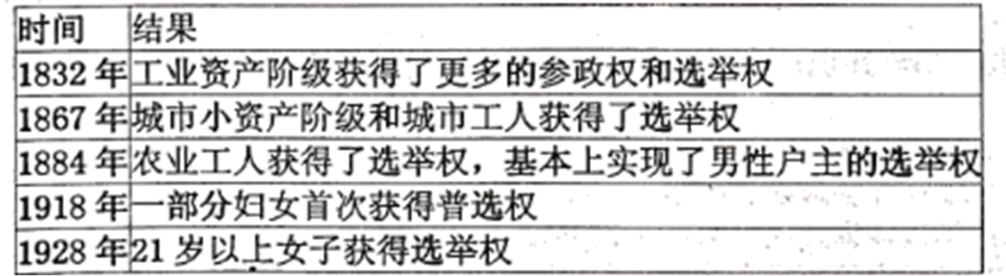 时间 结果
1832年 工业资产阶级获得了更多的参政权和选举权
1867年 城市小资产阶级和城市工人获得了选举权
1884年 农业工人获得了选举权，基本上实现了男性户主的选举权
1918年 一部分妇女首次获得普选权
1928年 21岁以上女子获得选举权